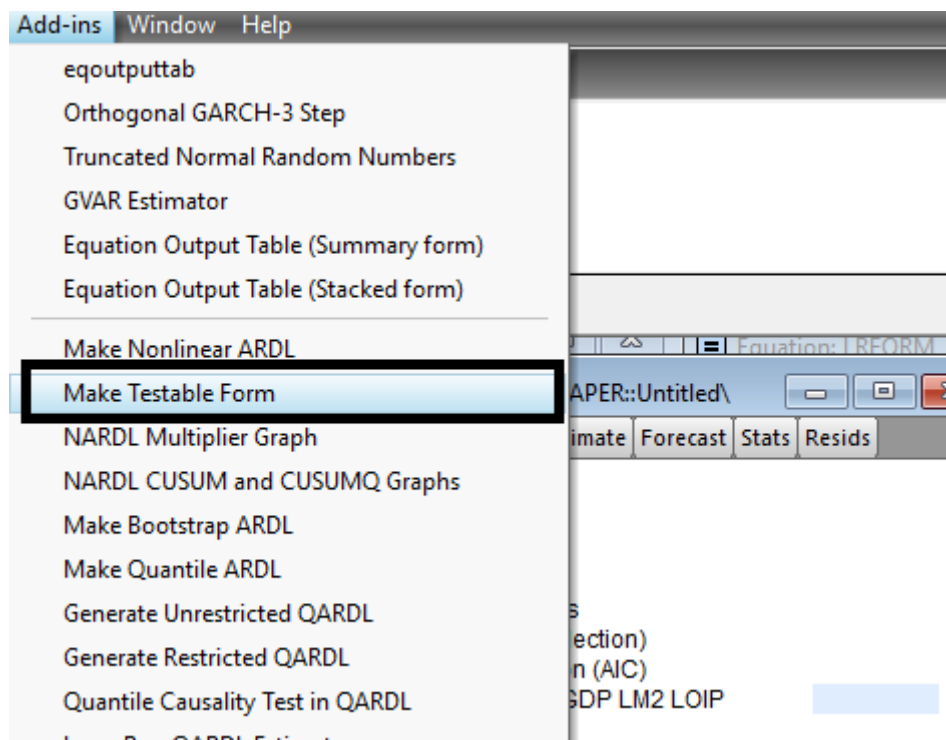 Add-ins Window Help
eqoutputtab
Orthogonal GARCH-3 Step
Truncated Normal Random Numbers
GVAR Estimator
Equation Output Table (Summary form)
Equation Output Table (Stacked form)
Make Nonlinear ARDL
Equation: LREFORM
Make Testable Form
APER::Untitled\
NARDL Multiplier Graph
imate Forecast Stats Resids
NARDL CUSUM and CUSUMQ Graphs
Make Bootstrap ARDL
Make Quantile ARDL
Generate Unrestricted QARDL
s
ection)
Generate Restricted QARDL
n (AIC)
Quantile Causality Test in QARDL
GDP LM2 LOIP